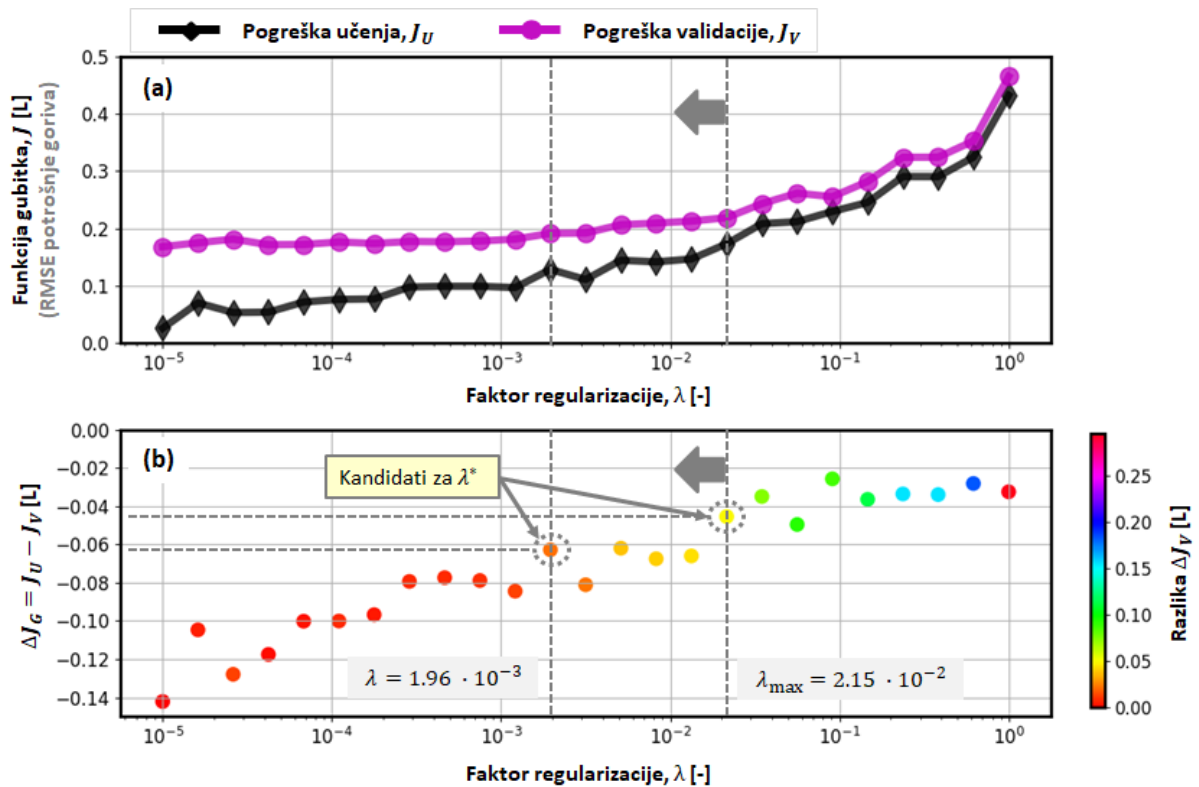 Pogreška učenja, J_U Pogreška validacije, J_V
(a)
Funkcija gubitka, J [L]
(RMSE potrošnje goriva)
0.5
0.4
0.3
0.2
0.1
0.0
10⁻⁵ 10⁻⁴ 10⁻³ 10⁻² 10⁻¹ 10⁰
Faktor regularizacije, λ [-]
(b)
Kandidati za λ*
ΔJ_G = J_U − J_V [L]
0.00
−0.02
−0.04
−0.06
−0.08
−0.10
−0.12
−0.14
λ = 1.96 · 10⁻³
λ_max = 2.15 · 10⁻²
10⁻⁵ 10⁻⁴ 10⁻³ 10⁻² 10⁻¹ 10⁰
Faktor regularizacije, λ [-]
0.25
0.20
0.15
0.10
0.05
0.00
Razlika ΔJ_V [L]